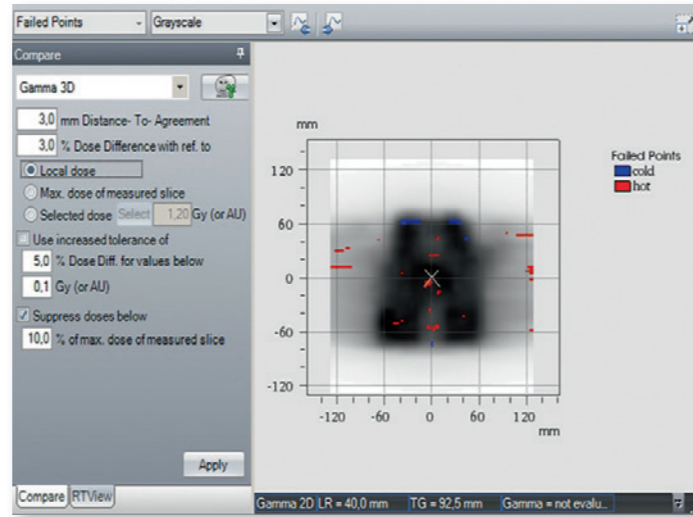 Failed Points Grayscale
Compare
Gamma 3D
3,0 mm Distance- To- Agreement
3,0 % Dose Difference with ref. to
Local dose
Max. dose of measured slice
Selected dose Select 1,20 Gy (or AU)
Use increased tolerance of
5,0 % Dose Diff. for values below
0,1 Gy (or AU)
Suppress doses below
10,0 % of max. dose of measured slice
Apply
Compare RTView
mm
120
60
0
-60
-120
-120 -60 0 60 120
mm
Failed Points
cold
hot
Gamma 2D LR = 40,0 mm TG = 92,5 mm Gamma = not evalu...